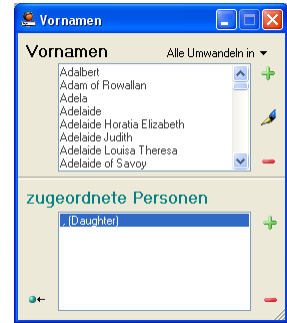 Vornamen
Vornamen Alle Umwandeln in
Adalbert
Adam of Rowallan
Adela
Adelaide
Adelaide Horatia Elizabeth
Adelaide Judith
Adelaide Louisa Theresa
Adelaide of Savoy
zugeordnete Personen
, (Daughter)